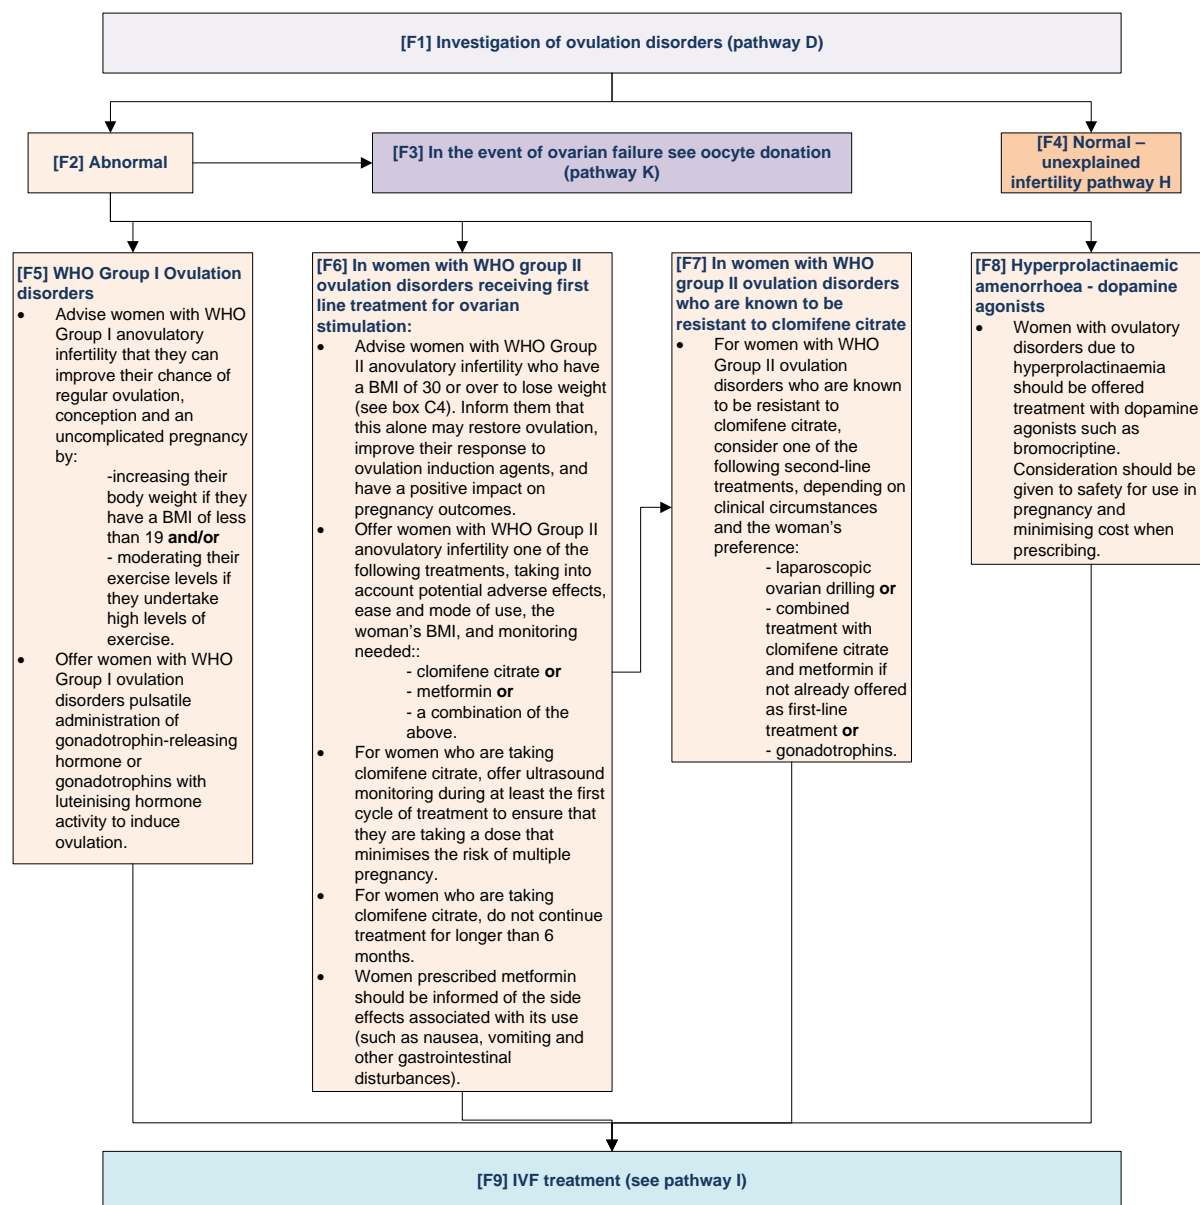 [F1] Investigation of ovulation disorders (pathway D)
[F2] Abnormal
[F3] In the event of ovarian failure see oocyte donation
(pathway K)
[F4] Normal –
unexplained
infertility pathway H
[F5] WHO Group I Ovulation
disorders
• Advise women with WHO
Group I anovulatory
infertility that they can
improve their chance of
regular ovulation,
conception and an
uncomplicated pregnancy
by:
-increasing their
body weight if they
have a BMI of less
than 19 and/or
- moderating their
exercise levels if
they undertake
high levels of
exercise.
• Offer women with WHO
Group I ovulation
disorders pulsatile
administration of
gonadotrophin-releasing
hormone or
gonadotrophins with
luteinising hormone
activity to induce
ovulation.
[F6] In women with WHO group II
ovulation disorders receiving first
line treatment for ovarian
stimulation:
• Advise women with WHO Group
II anovulatory infertility who have
a BMI of 30 or over to lose weight
(see box C4). Inform them that
this alone may restore ovulation,
improve their response to
ovulation induction agents, and
have a positive impact on
pregnancy outcomes.
• Offer women with WHO Group II
anovulatory infertility one of the
following treatments, taking into
account potential adverse effects,
ease and mode of use, the
woman's BMI, and monitoring
needed::
- clomifene citrate or
- metformin or
- a combination of the
above.
• For women who are taking
clomifene citrate, offer ultrasound
monitoring during at least the first
cycle of treatment to ensure that
they are taking a dose that
minimises the risk of multiple
pregnancy.
• For women who are taking
clomifene citrate, do not continue
treatment for longer than 6
months.
• Women prescribed metformin
should be informed of the side
effects associated with its use
(such as nausea, vomiting and
other gastrointestinal
disturbances).
[F7] In women with WHO
group II ovulation disorders
who are known to be
resistant to clomifene citrate
• For women with WHO
Group II ovulation
disorders who are known
to be resistant to
clomifene citrate,
consider one of the
following second-line
treatments, depending on
clinical circumstances
and the woman's
preference:
- laparoscopic
ovarian drilling or
- combined
treatment with
clomifene citrate
and metformin if
not already offered
as first-line
treatment or
- gonadotrophins.
[F8] Hyperprolactinaemic
amenorrhoea - dopamine
agonists
• Women with ovulatory
disorders due to
hyperprolactinaemia
should be offered
treatment with dopamine
agonists such as
bromocriptine.
Consideration should be
given to safety for use in
pregnancy and
minimising cost when
prescribing.
[F9] IVF treatment (see pathway I)